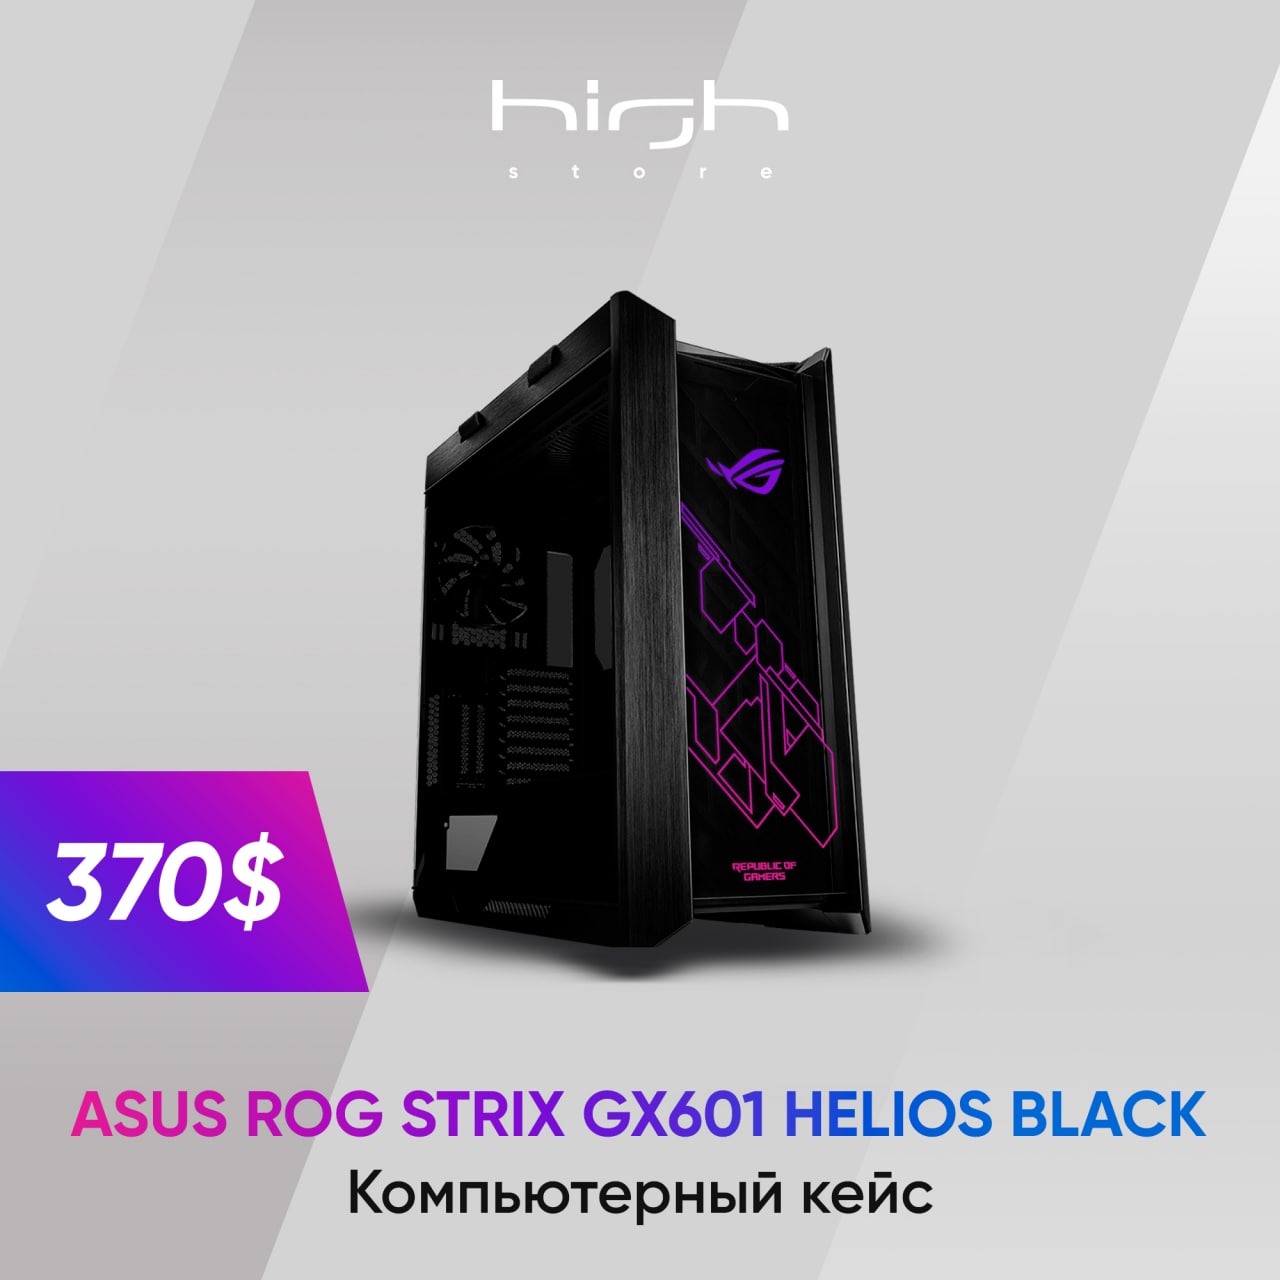 high
store
REPUBLIC OF
GAMERS
370$
ASUS ROG STRIX GX601 HELIOS BLACK
Компьютерный кейс